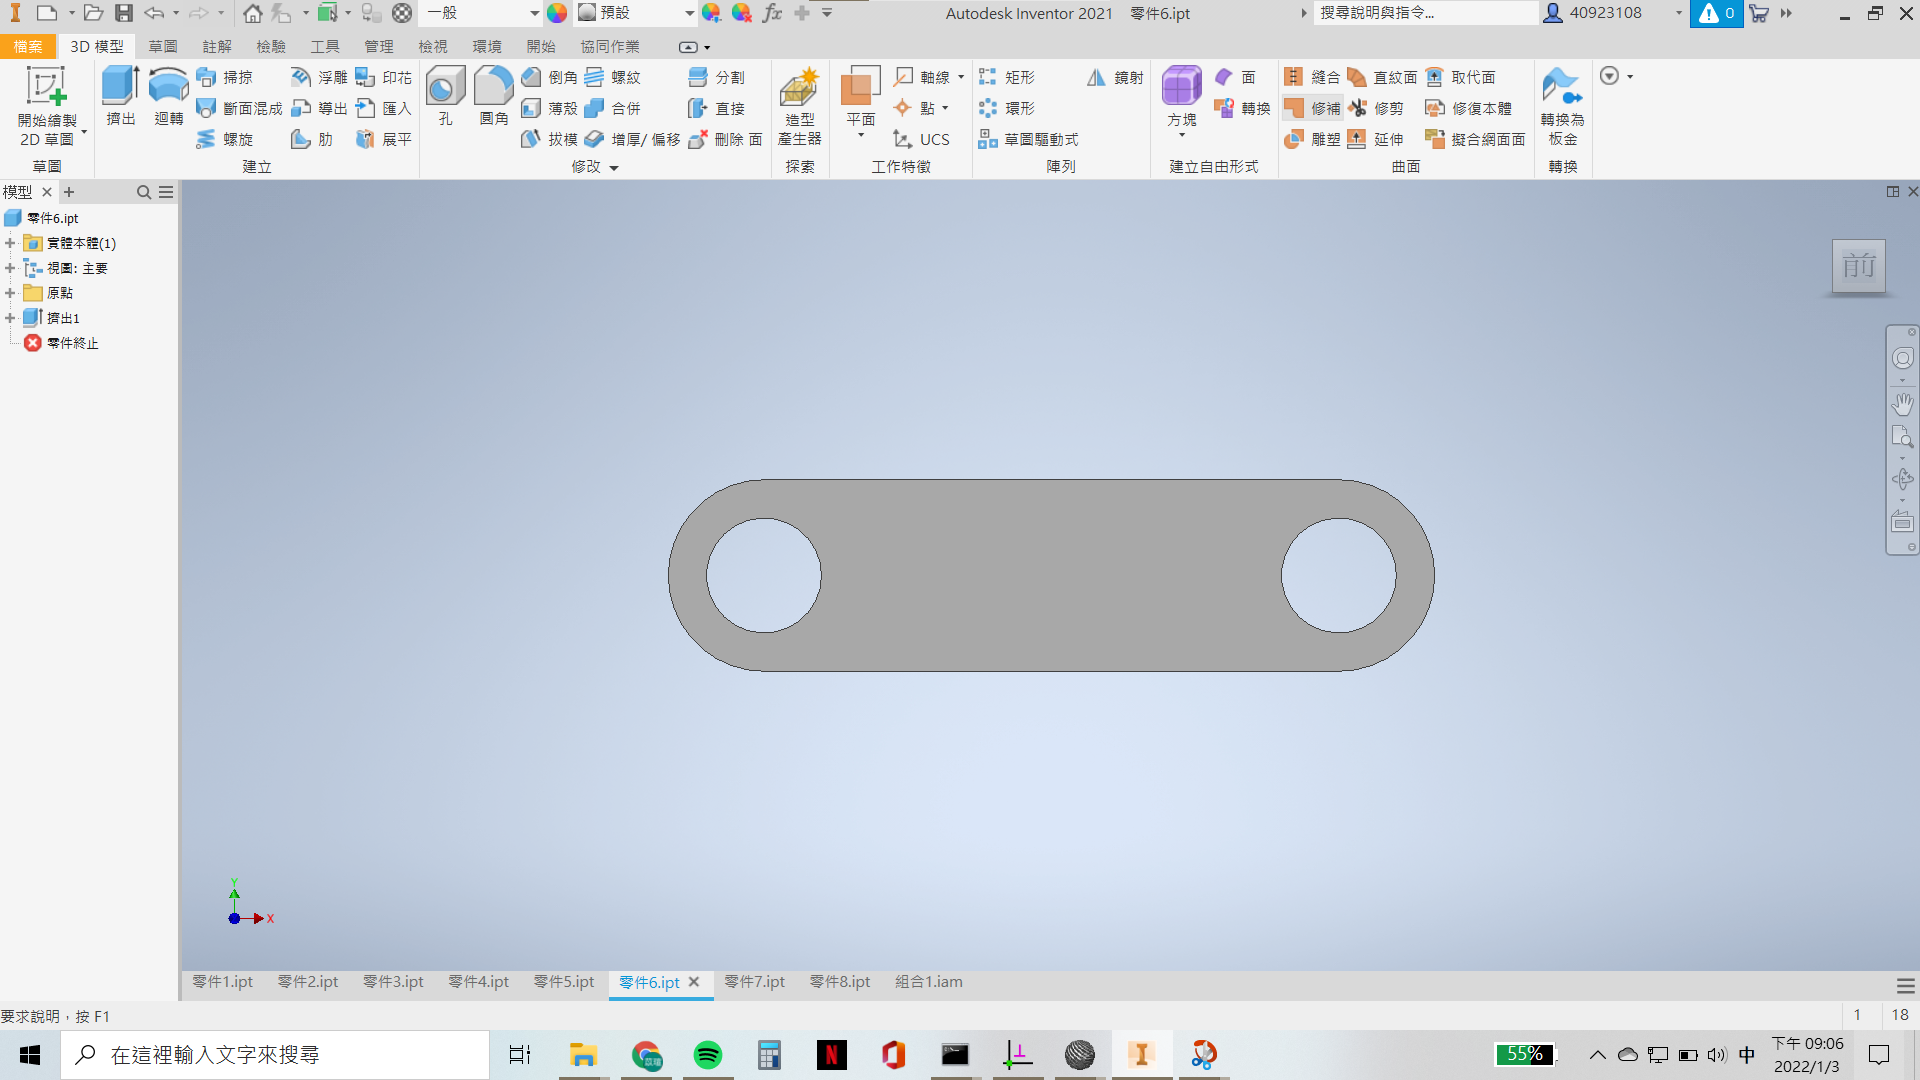 一般
預設
Autodesk Inventor 2021 零件6.ipt
搜尋說明與指令...
40923108
0
檔案 3D 模型 草圖 註解 檢驗 工具 管理 檢視 環境 開始 協同作業
開始繪製
2D 草圖
草圖
擠出 迴轉
掃掠 浮雕 印花
斷面混成 導出 匯入
螺旋 肋 展平
建立
孔 圓角
倒角 螺紋 分割
薄殼 合併 直接
拔模 增厚/ 偏移 刪除 面
修改
造型
產生器
探索
平面
軸線
點
UCS
工作特徵
矩形 鏡射
環形
草圖驅動式
陣列
方塊
面
轉換
建立自由形式
縫合 直紋面 取代面
修補 修剪 修復本體
雕塑 延伸 擬合網面面
曲面
轉換為
板金
轉換
模型
零件6.ipt
實體本體(1)
視圖: 主要
原點
擠出1
零件終止
前
Y
X
零件1.ipt 零件2.ipt 零件3.ipt 零件4.ipt 零件5.ipt 零件6.ipt 零件7.ipt 零件8.ipt 組合1.iam
要求說明，按 F1
1 18
在這裡輸入文字來搜尋
55%
中
下午 09:06
2022/1/3